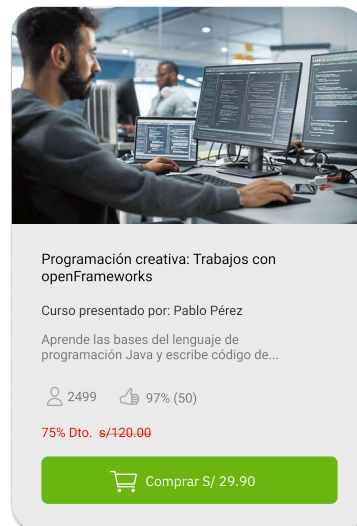 Programación creativa: Trabajos con
openFrameworks
Curso presentado por: Pablo Pérez
Aprende las bases del lenguaje de
programación Java y escribe código de...
2499 97% (50)
75% Dto. s/120.00
Comprar S/ 29.90